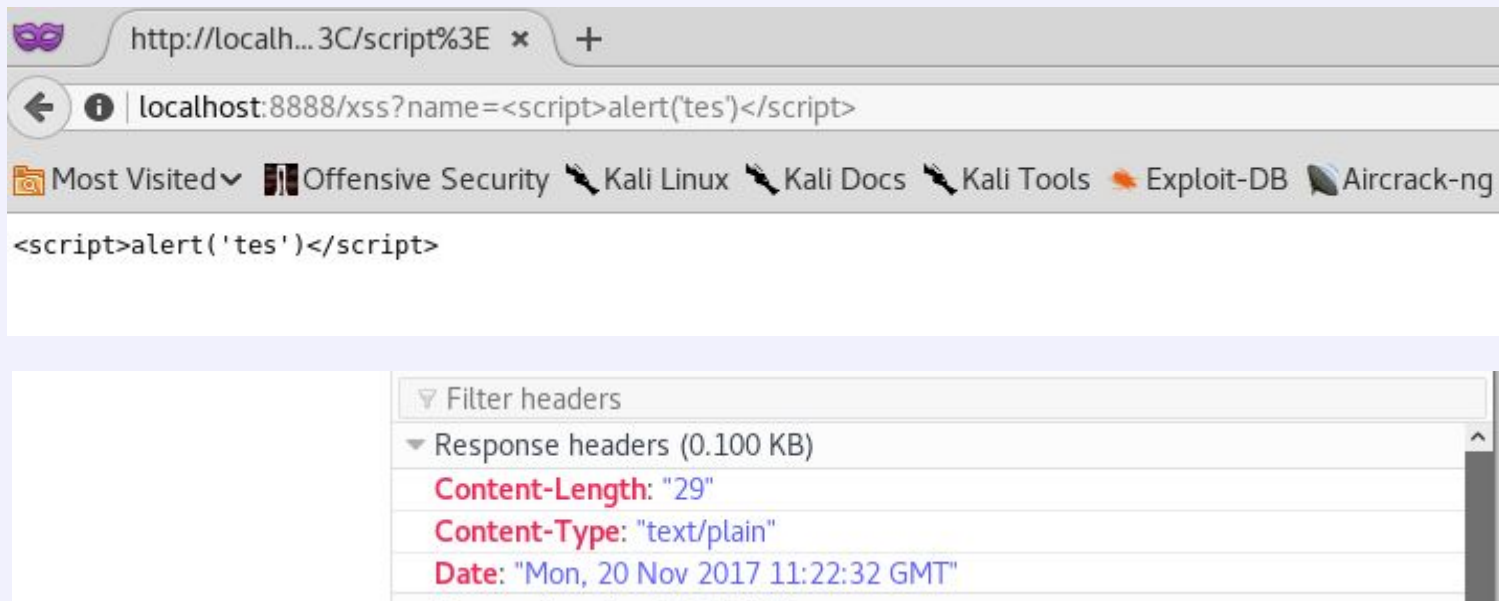 http://localh... 3C/script%3E × +
localhost:8888/xss?name=<script>alert('tes')</script>
Most Visited Offensive Security Kali Linux Kali Docs Kali Tools Exploit-DB Aircrack-ng
<script>alert('tes')</script>
Filter headers
Response headers (0.100 KB)
Content-Length: "29"
Content-Type: "text/plain"
Date: "Mon, 20 Nov 2017 11:22:32 GMT"